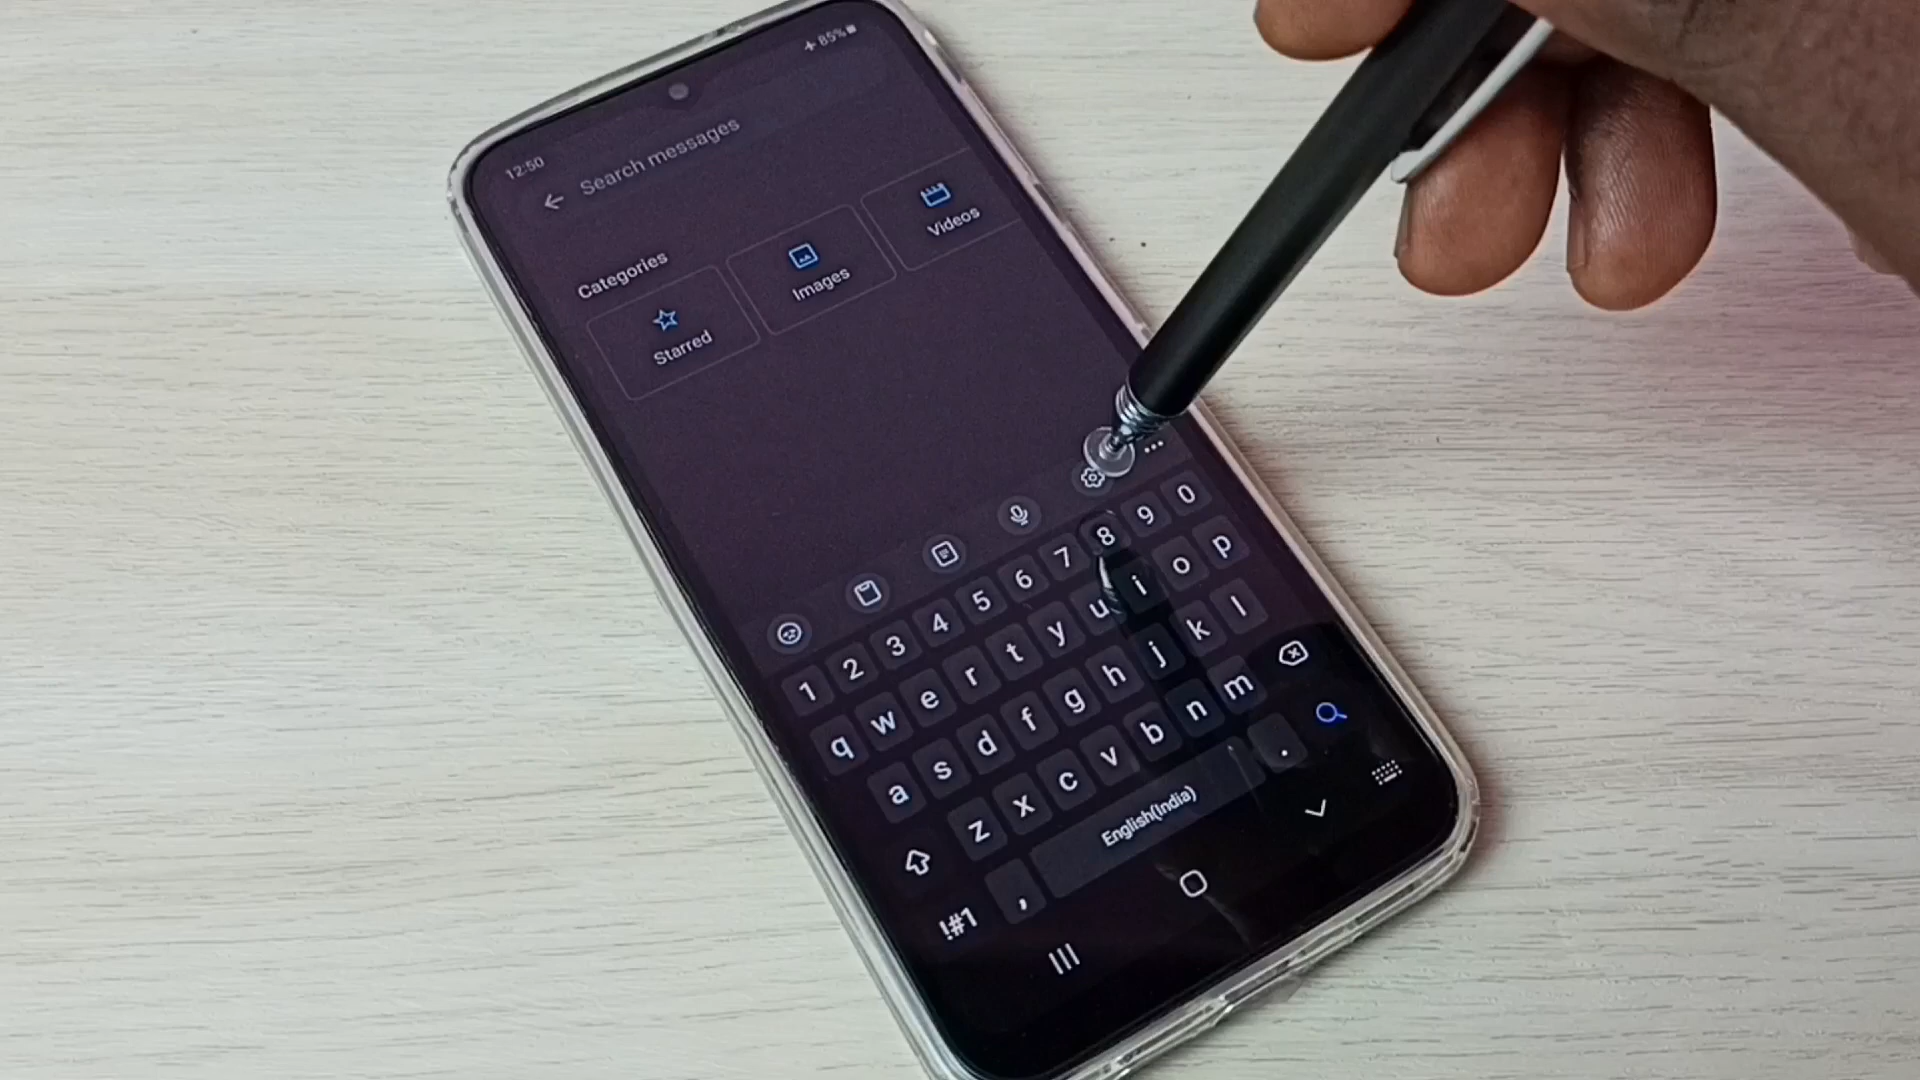 12:50
85%
Search messages
Categories
Starred
Images
Videos
1 2 3 4 5 6 7 8 9 0
q w e r t y u i o p
a s d f g h j k l
z x c v b n m
!#1 , English(India) .